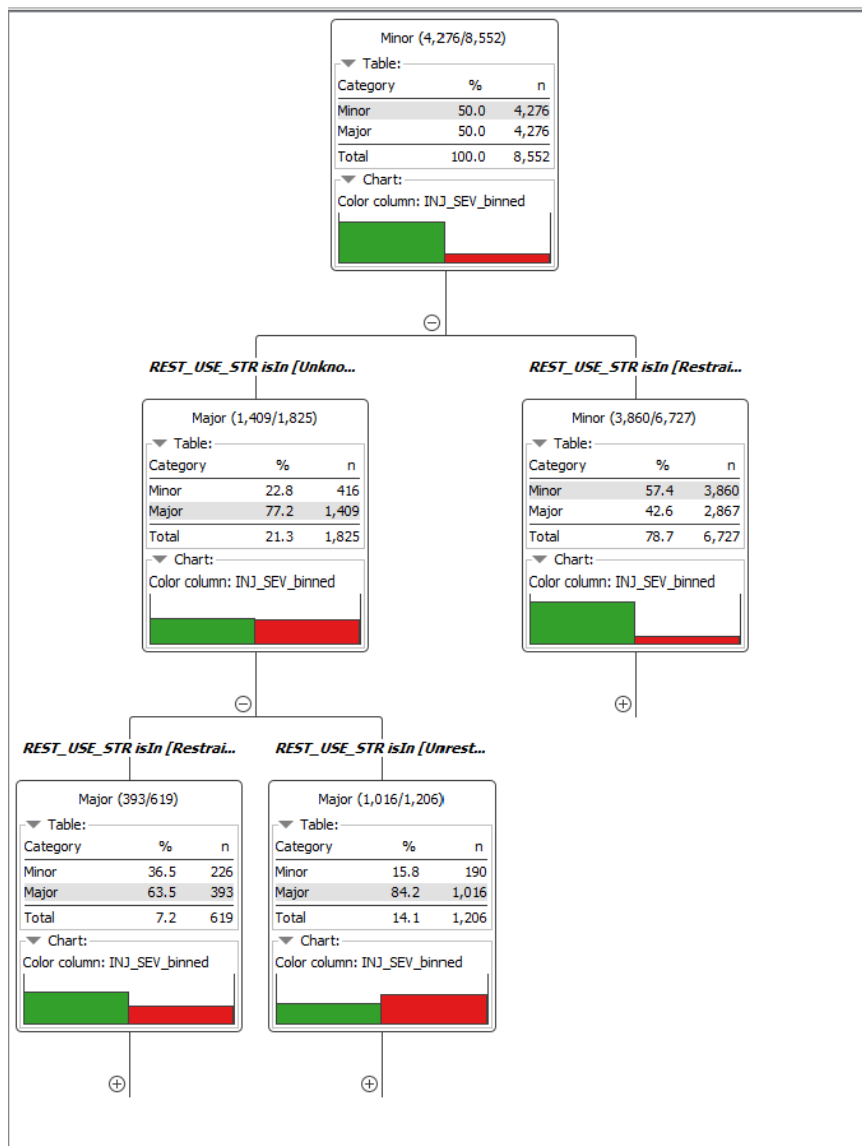 Minor (4,276/8,552)
Table:
Category % n
Minor 50.0 4,276
Major 50.0 4,276
Total 100.0 8,552
Chart:
Color column: INJ_SEV_binned
REST_USE_STR isIn [Unkno...
REST_USE_STR isIn [Restrai...
Major (1,409/1,825)
Table:
Category % n
Minor 22.8 416
Major 77.2 1,409
Total 21.3 1,825
Chart:
Color column: INJ_SEV_binned
Minor (3,860/6,727)
Table:
Category % n
Minor 57.4 3,860
Major 42.6 2,867
Total 78.7 6,727
Chart:
Color column: INJ_SEV_binned
REST_USE_STR isIn [Restrai...
REST_USE_STR isIn [Unrest...
Major (393/619)
Table:
Category % n
Minor 36.5 226
Major 63.5 393
Total 7.2 619
Chart:
Color column: INJ_SEV_binned
Major (1,016/1,206)
Table:
Category % n
Minor 15.8 190
Major 84.2 1,016
Total 14.1 1,206
Chart:
Color column: INJ_SEV_binned